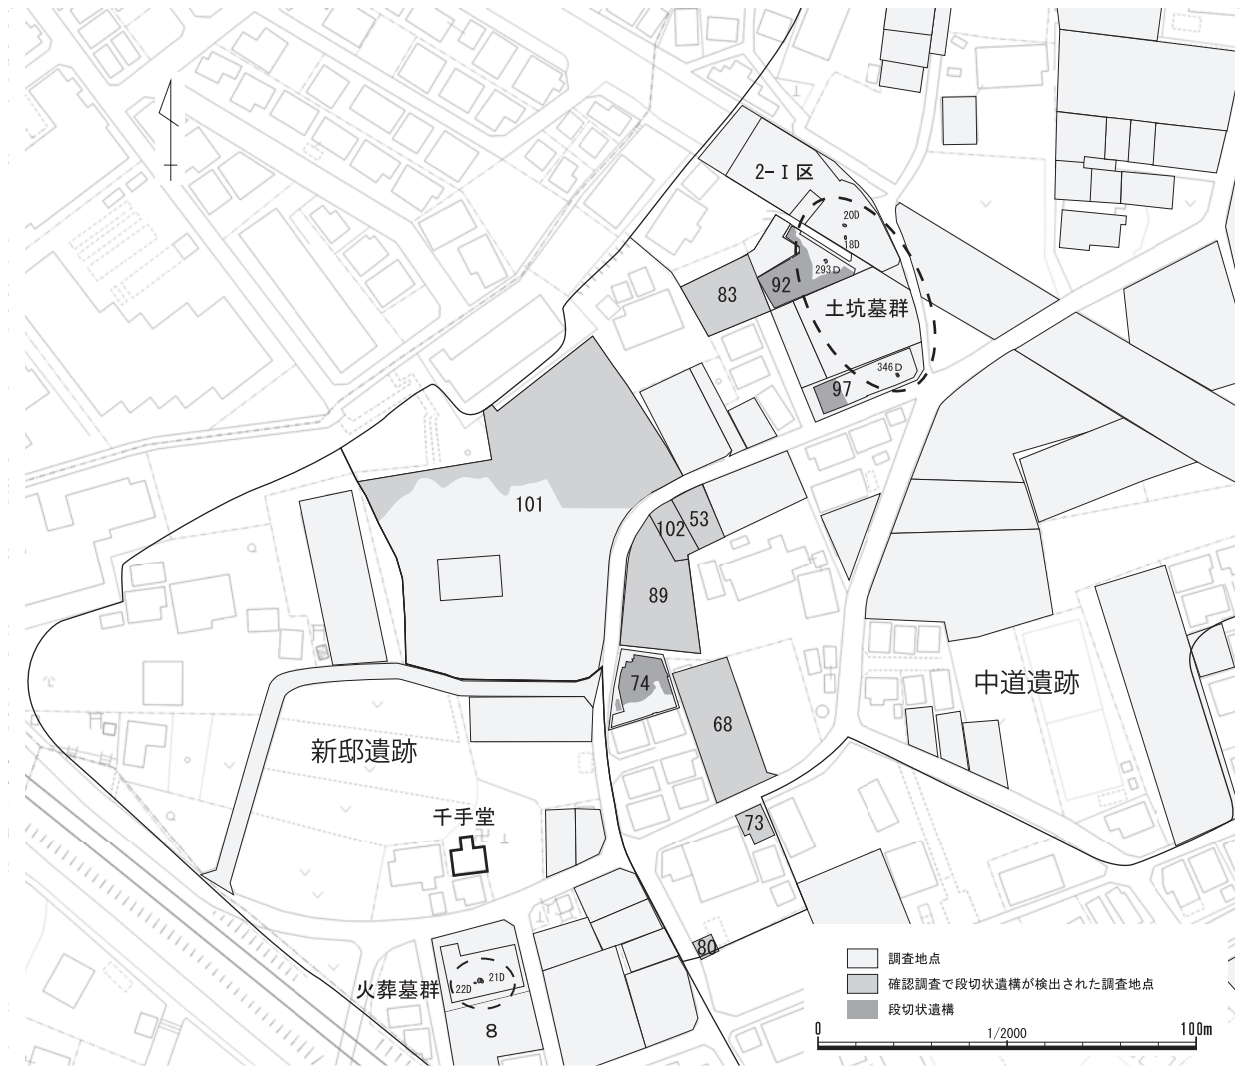 2-Ⅰ区
20D
18D
293D
83
92
土坑墓群
346D
97
101
102
53
89
74
68
中道遺跡
新邸遺跡
千手堂
73
80
火葬墓群
22D
21D
8
調査地点
確認調査で段切状遺構が検出された調査地点
段切状遺構
0
1/2000
100m